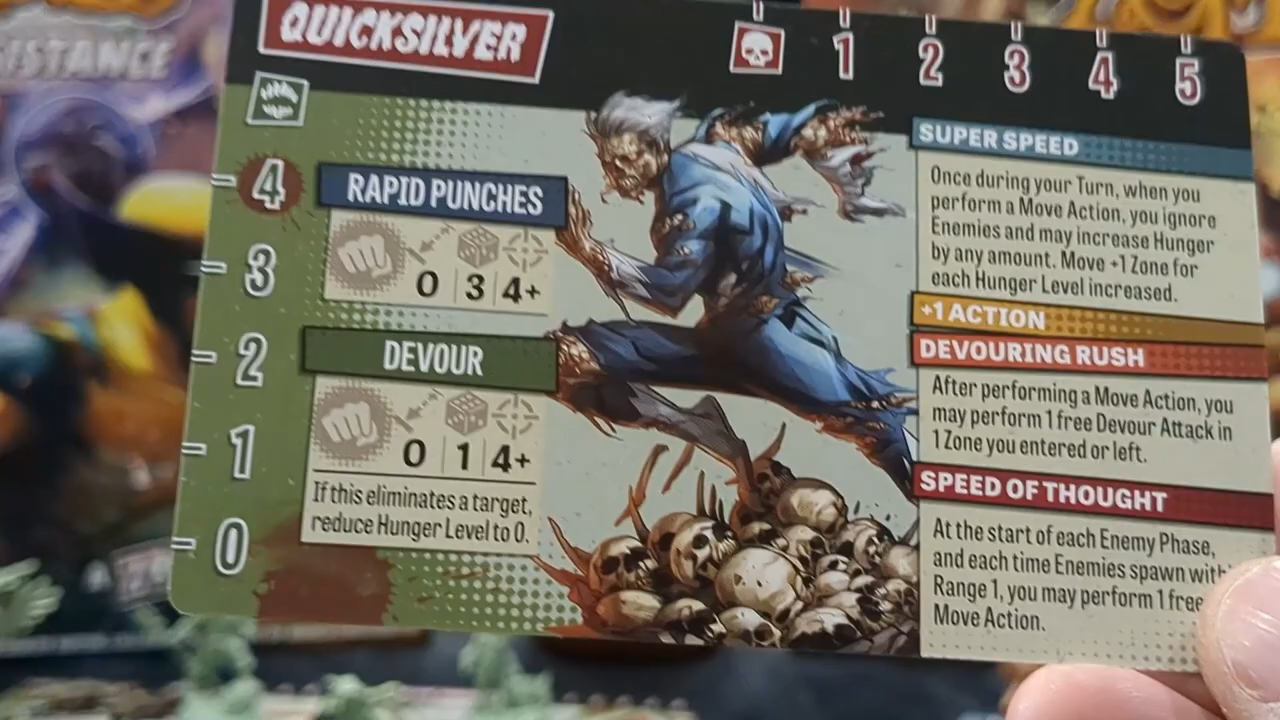 ISTANCE
QUICKSILVER
1 2 3 4 5
4
3
2
1
0
RAPID PUNCHES
0 3 4+
DEVOUR
0 1 4+
If this eliminates a target,
reduce Hunger Level to 0.
SUPER SPEED
Once during your Turn, when you
perform a Move Action, you ignore
Enemies and may increase Hunger
by any amount. Move +1 Zone for
each Hunger Level increased.
+1 ACTION
DEVOURING RUSH
After performing a Move Action, you
may perform 1 free Devour Attack in
1 Zone you entered or left.
SPEED OF THOUGHT
At the start of each Enemy Phase,
and each time Enemies spawn with
Range 1, you may perform 1 free
Move Action.